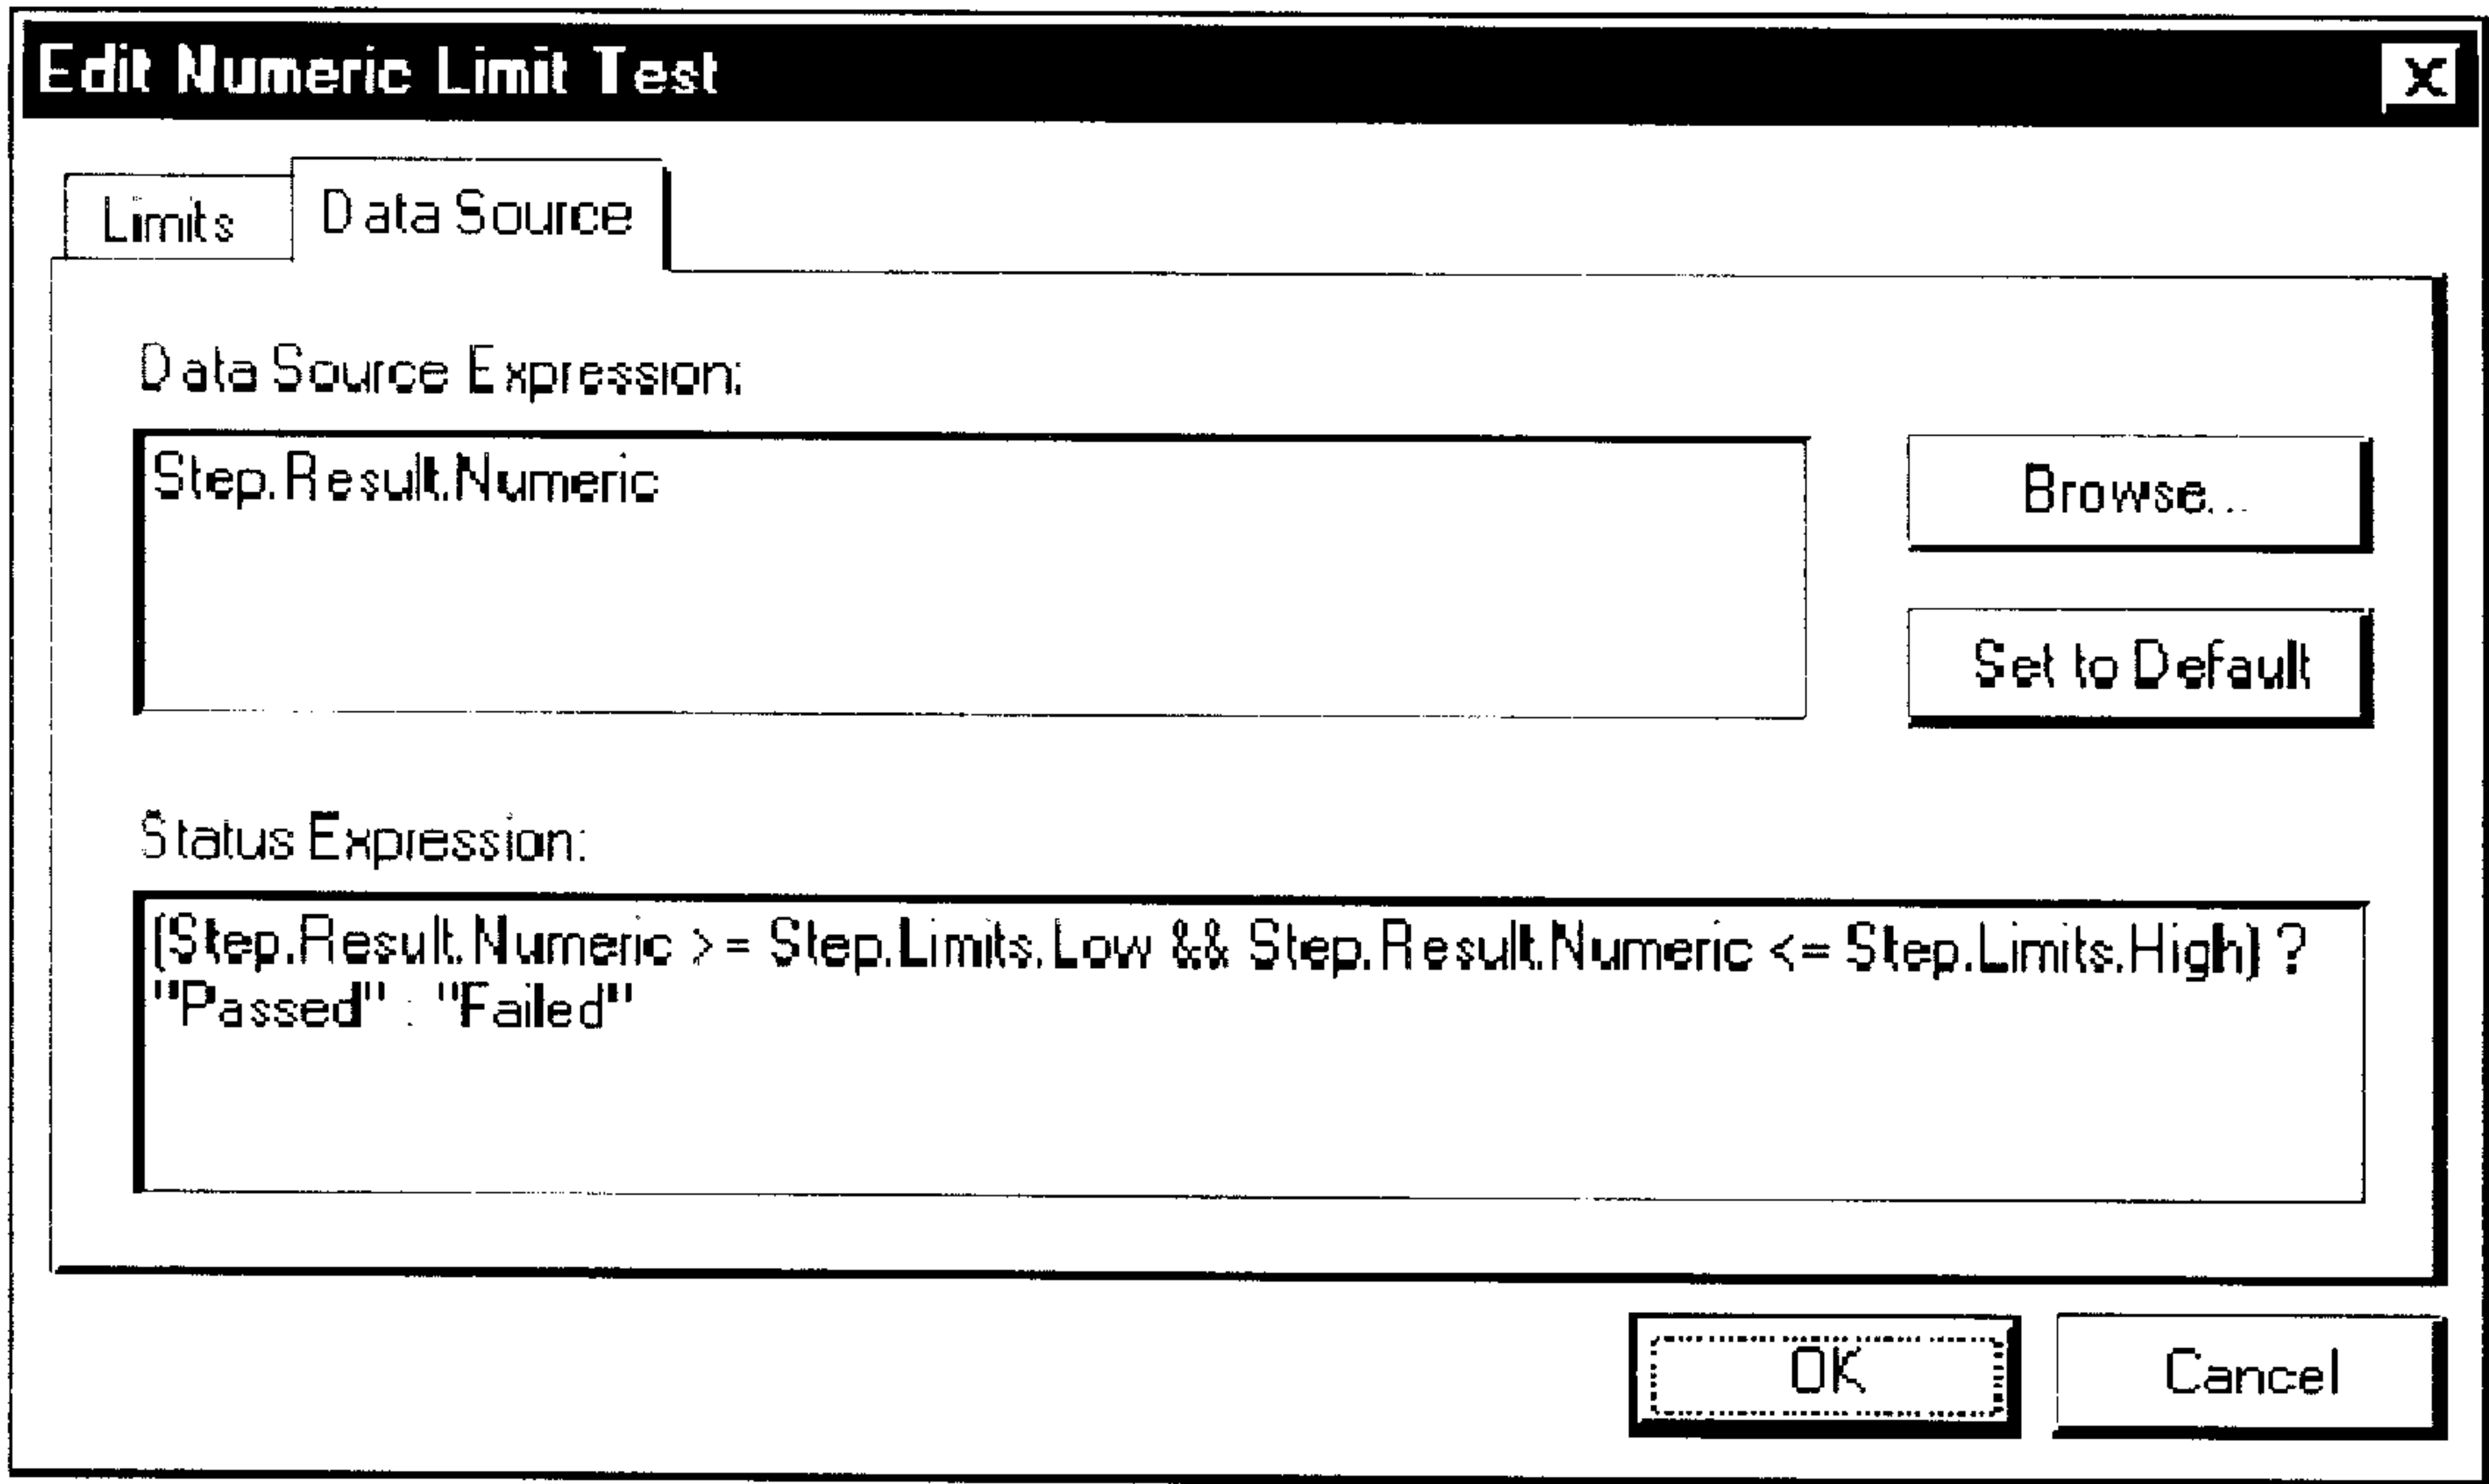 Edit Numeric Limit Test
Limits
Data Source
Data Source Expression:
Step.Result.Numeric
Browse...
Set to Default
Status Expression:
(Step.Result.Numeric >= Step.Limits.Low && Step.Result.Numeric <= Step.Limits.High) ?
"Passed" : "Failed"
OK
Cancel